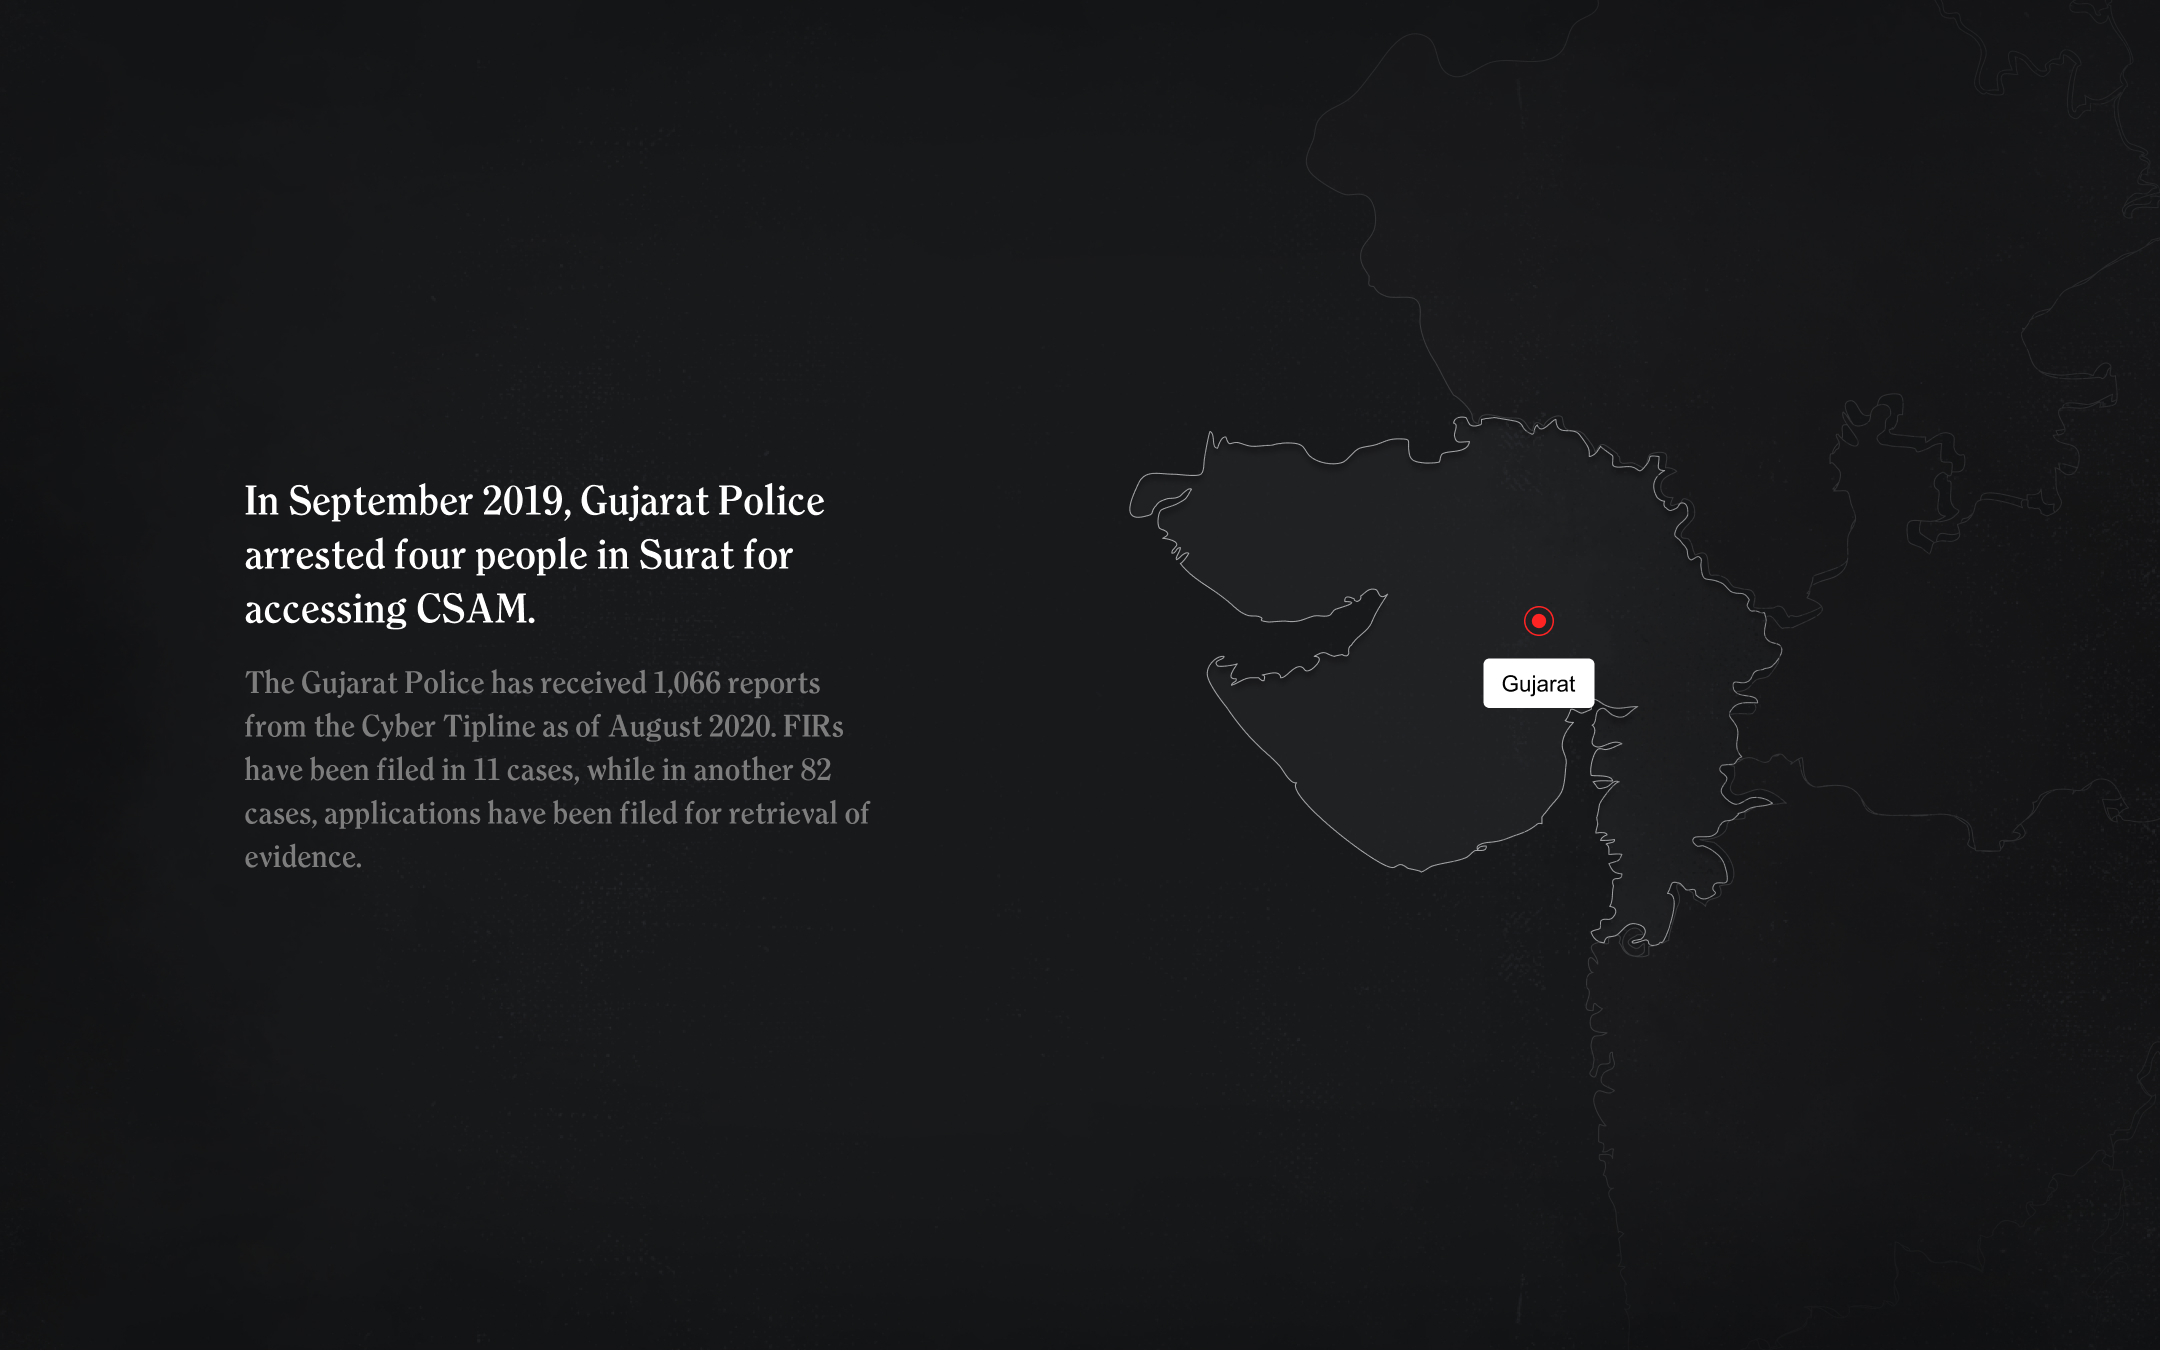 In September 2019, Gujarat Police
arrested four people in Surat for
accessing CSAM.
The Gujarat Police has received 1,066 reports
from the Cyber Tipline as of August 2020. FIRs
have been filed in 11 cases, while in another 82
cases, applications have been filed for retrieval of
evidence.
Gujarat